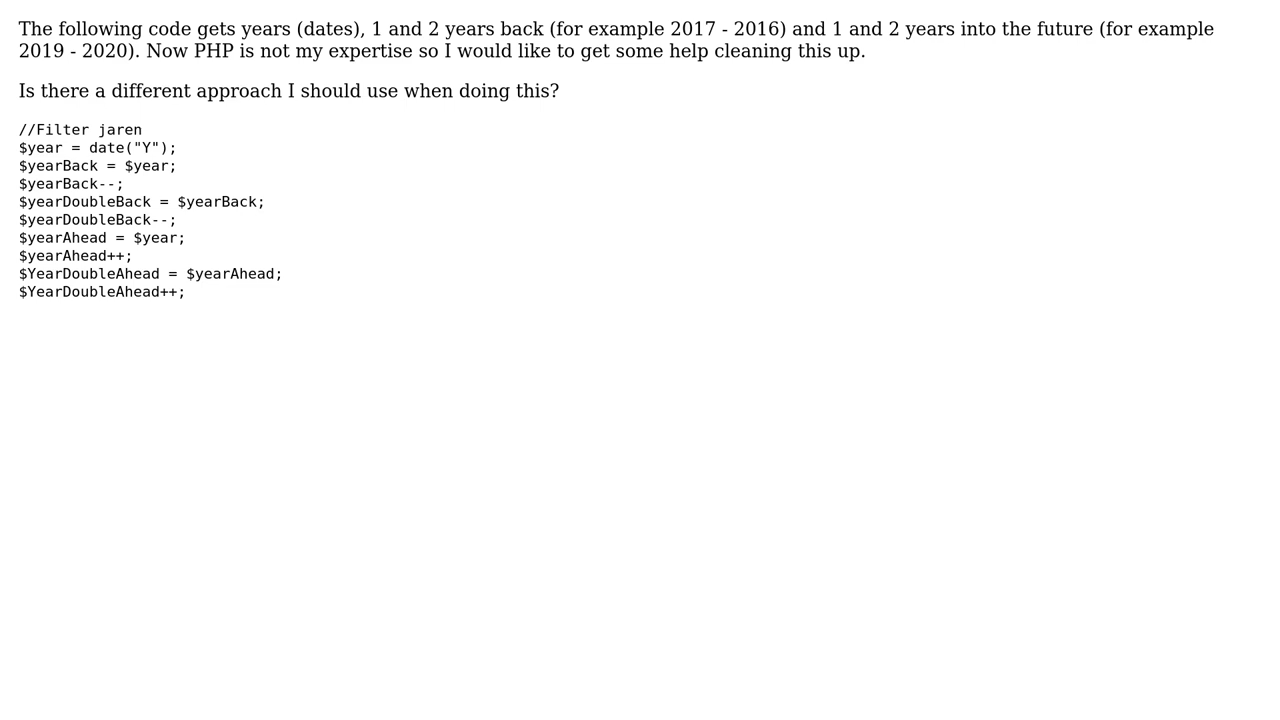 The following code gets years (dates), 1 and 2 years back (for example 2017 - 2016) and 1 and 2 years into the future (for example
2019 - 2020). Now PHP is not my expertise so I would like to get some help cleaning this up.
Is there a different approach I should use when doing this?
//Filter jaren
$year = date("Y");
$yearBack = $year;
$yearBack--;
$yearDoubleBack = $yearBack;
$yearDoubleBack--;
$yearAhead = $year;
$yearAhead++;
$YearDoubleAhead = $yearAhead;
$YearDoubleAhead++;